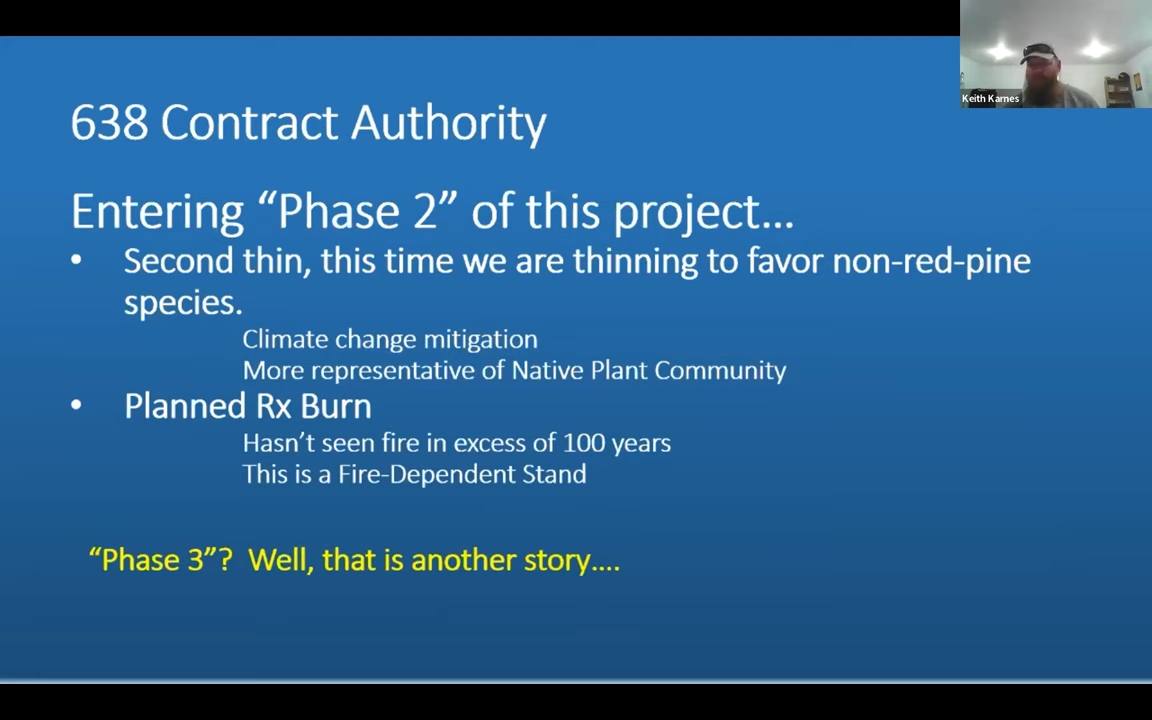 Keith Karnes
638 Contract Authority
Entering “Phase 2” of this project...
• Second thin, this time we are thinning to favor non-red-pine
species.
Climate change mitigation
More representative of Native Plant Community
• Planned Rx Burn
Hasn’t seen fire in excess of 100 years
This is a Fire-Dependent Stand
“Phase 3”? Well, that is another story....